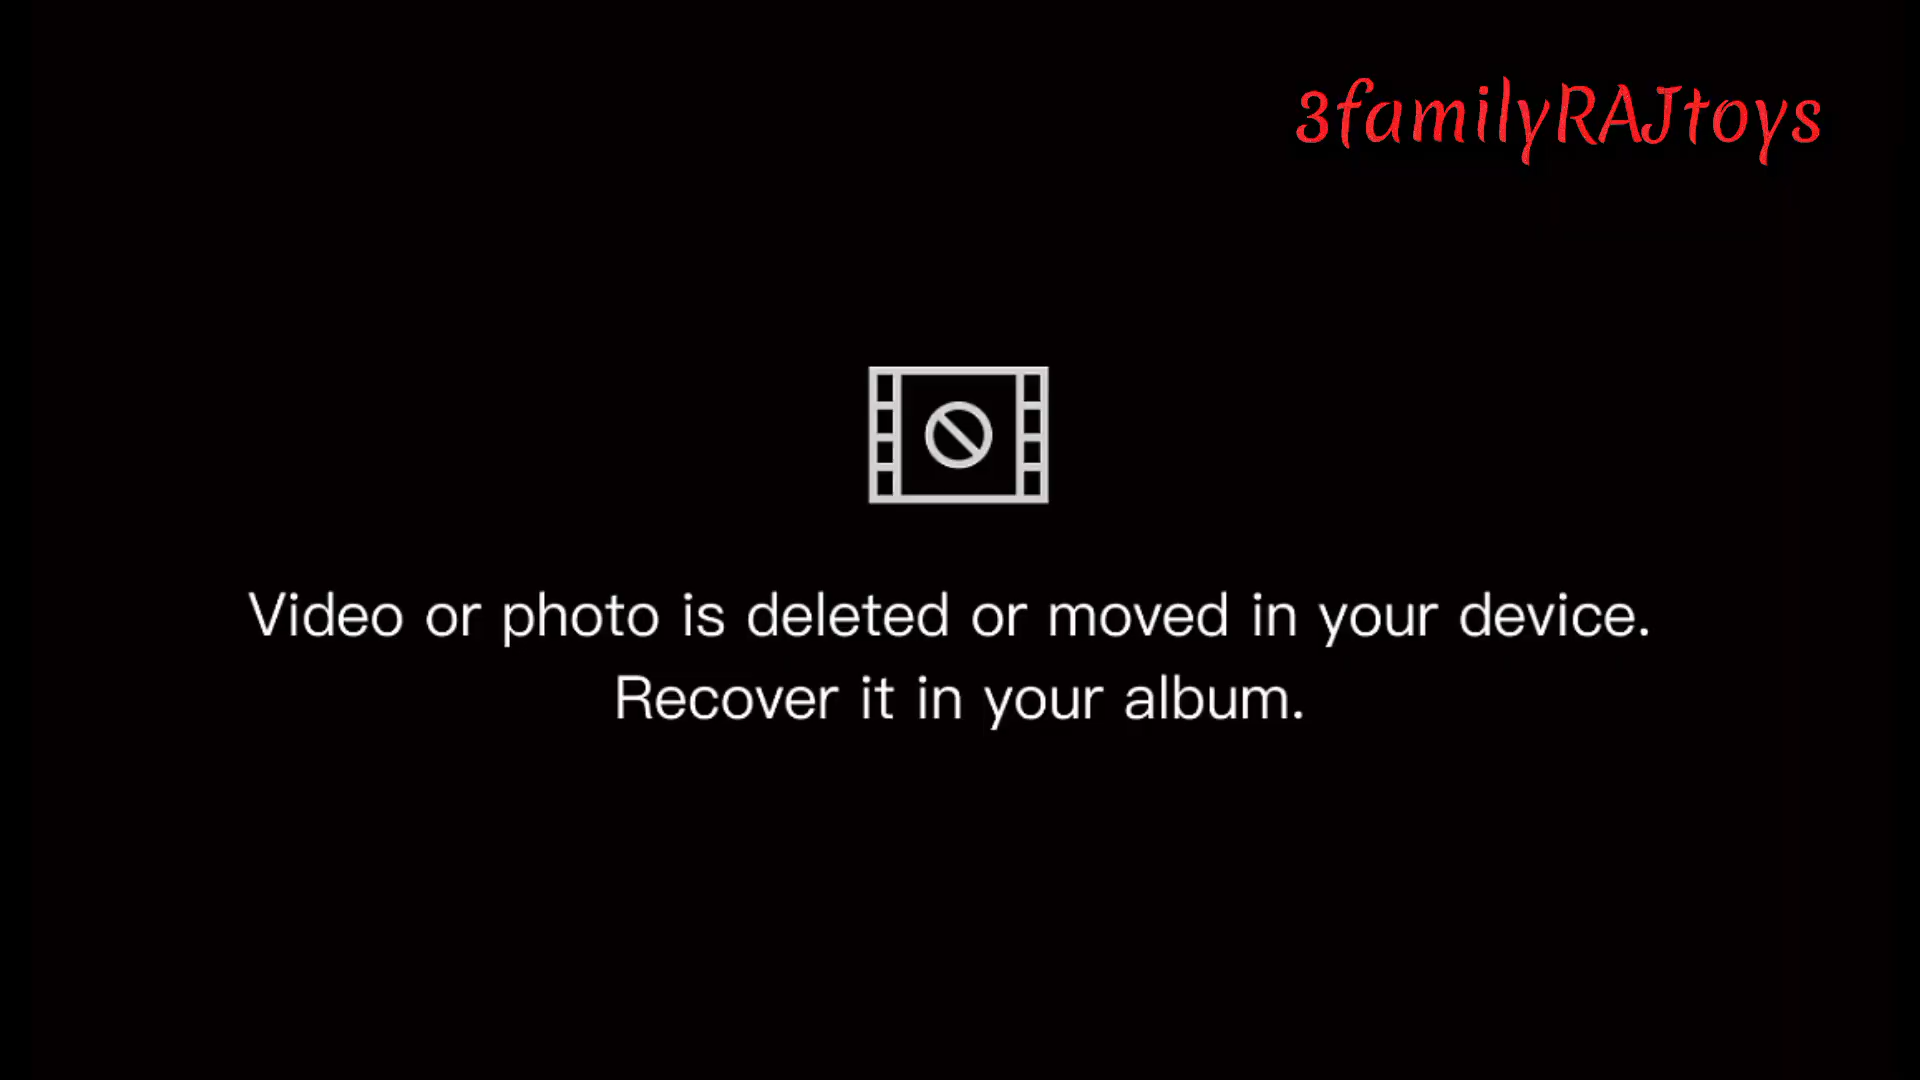 3familyRAJtoys
Video or photo is deleted or moved in your device.
Recover it in your album.